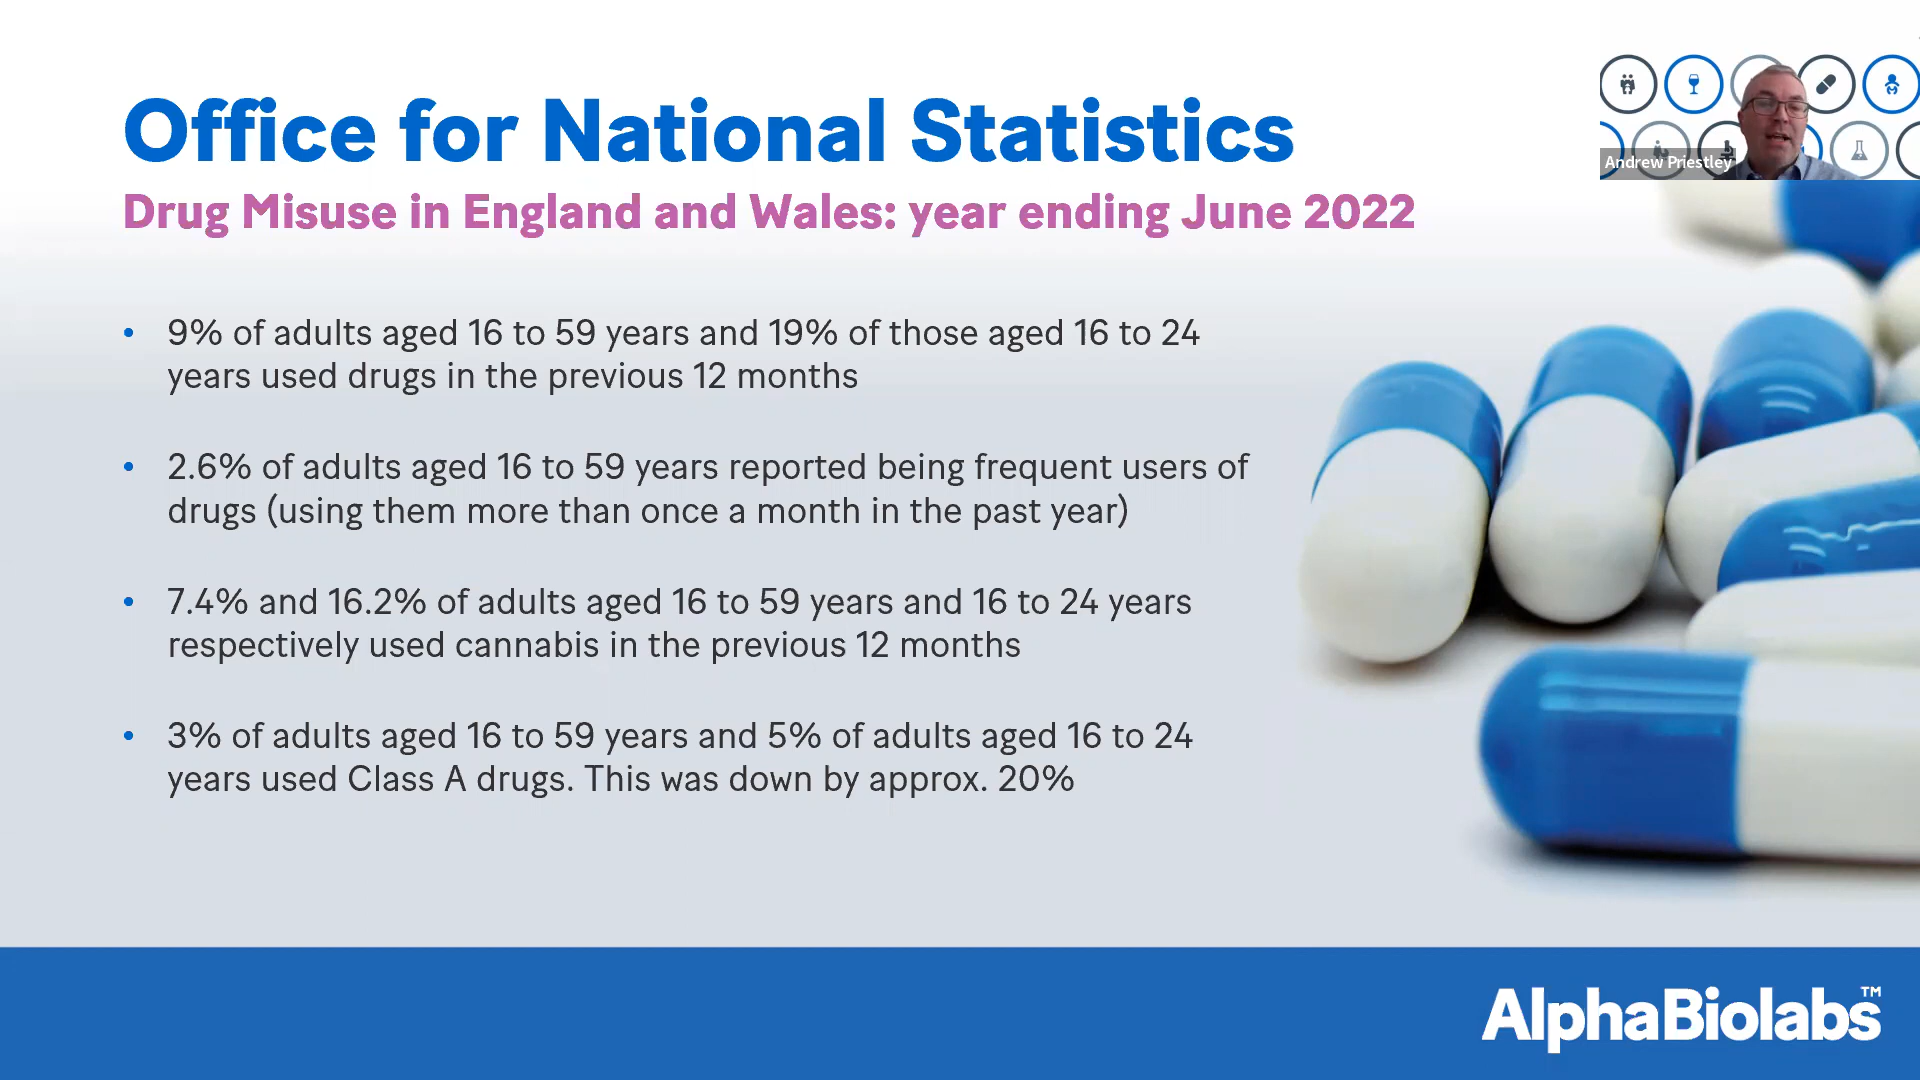 Office for National Statistics
Drug Misuse in England and Wales: year ending June 2022
Andrew Priestley
• 9% of adults aged 16 to 59 years and 19% of those aged 16 to 24
years used drugs in the previous 12 months
• 2.6% of adults aged 16 to 59 years reported being frequent users of
drugs (using them more than once a month in the past year)
• 7.4% and 16.2% of adults aged 16 to 59 years and 16 to 24 years
respectively used cannabis in the previous 12 months
• 3% of adults aged 16 to 59 years and 5% of adults aged 16 to 24
years used Class A drugs. This was down by approx. 20%
AlphaBiolabs™